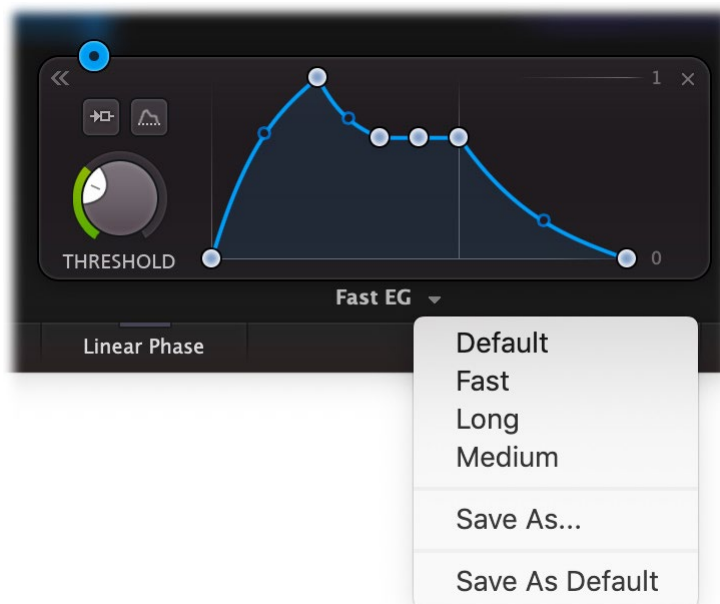 1
THRESHOLD
0
Fast EG
Linear Phase
Default
Fast
Long
Medium
Save As...
Save As Default